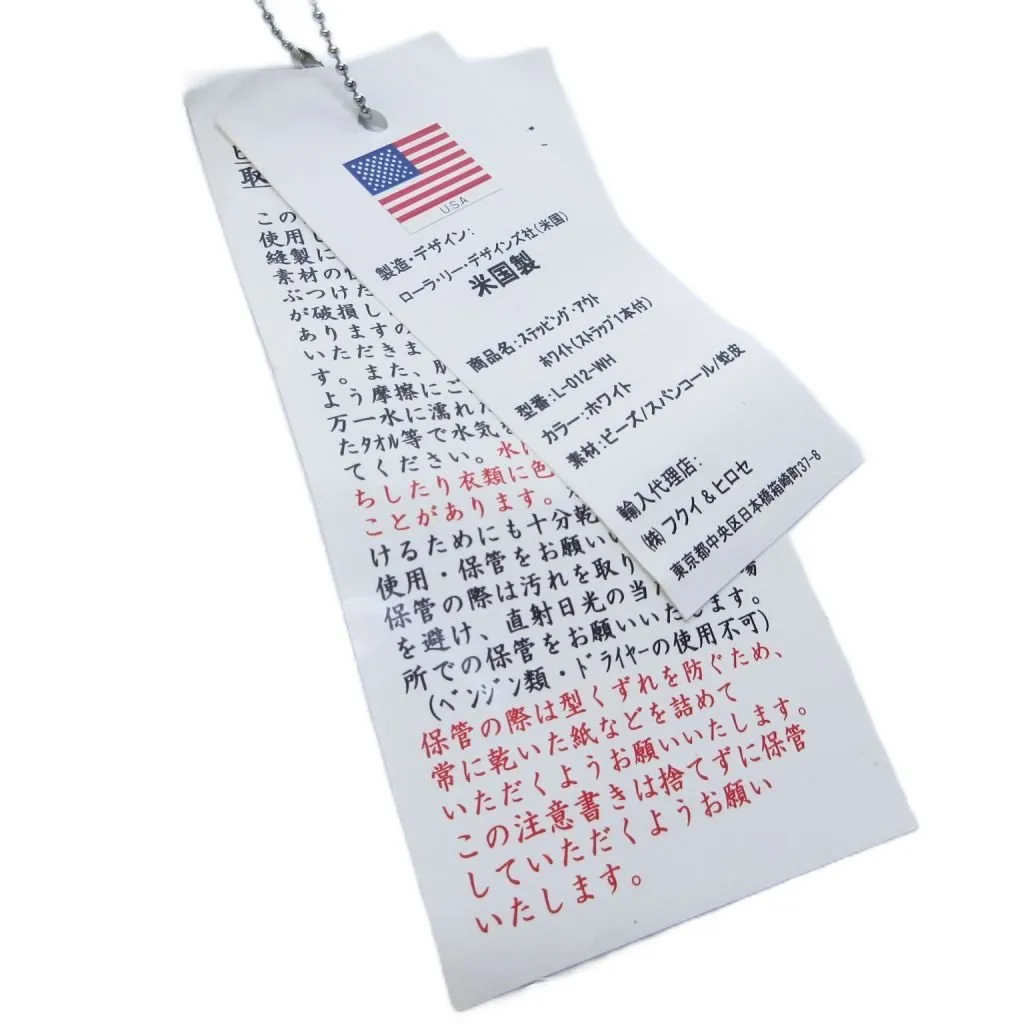 U.S.A
製造・デザイン:
ローラ・リー・デザインズ社(米国)
米国製
商品名:ステッピング・アウト
ホワイト(ストラップ1本付)
型番:L-012-WH
カラー:ホワイト
素材:ビーズ/スパンコール/蛇皮
輸入代理店:
㈱ フクイ&ヒロセ
東京都中央区日本橋箱崎町37-8
取
この
使用
縫製に
素材の
ぶつけた
が破損し
ありますの
いただきま
す。また、
よう摩擦にご
万一水に濡れた
たタオル等で水気
てください。水に
ちしたり衣類に色
ことがあります。
けるためにも十分乾
使用・保管をお願いい
保管の際は汚れを取り
を避け、直射日光の当
所での保管をお願いいたします。
(ベンジン類・ドライヤーの使用不可)
保管の際は型くずれを防ぐため、
常に乾いた紙などを詰めて
いただくようお願いいたします。
この注意書きは捨てずに保管
していただくようお願い
いたします。